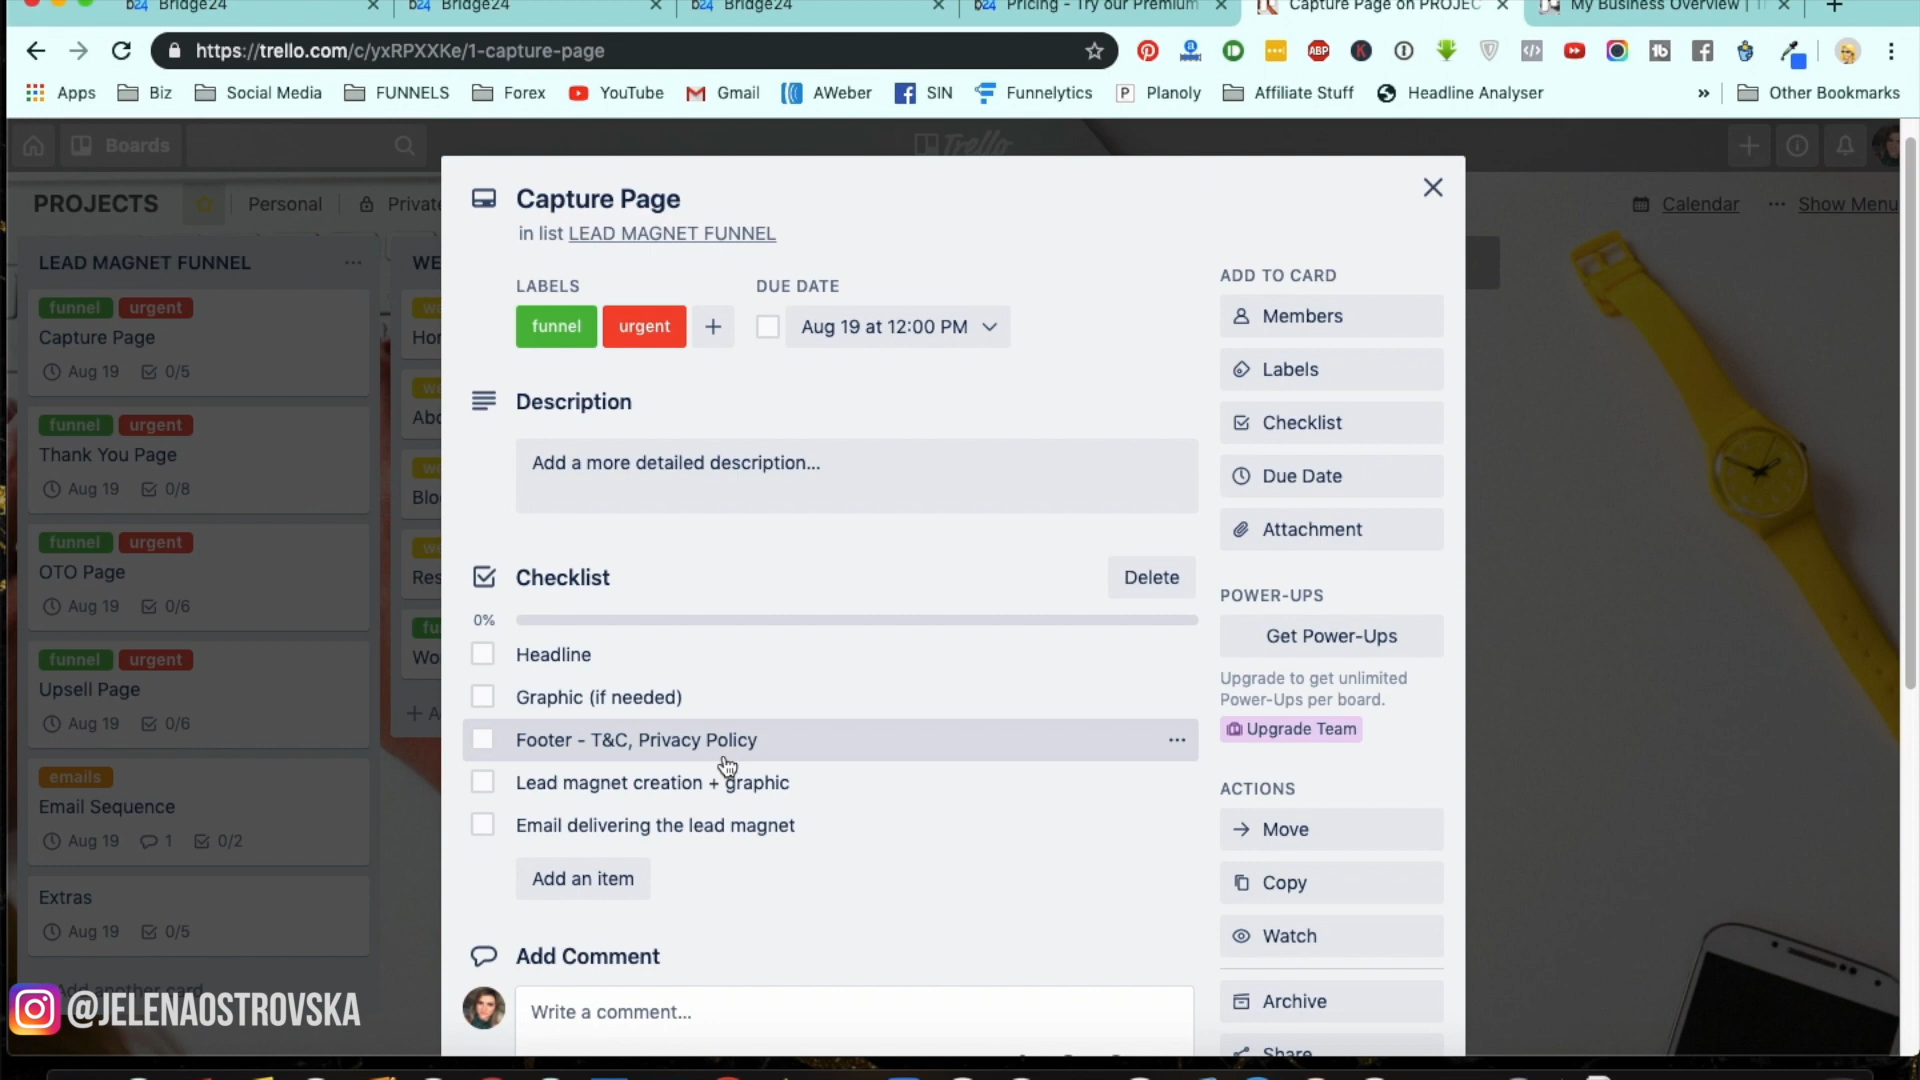 b24 Bridge24
b24 Bridge24
b24 Bridge24
b24 Pricing - Try our Premium
Capture Page on PROJEC
My Business Overview |
https://trello.com/c/yxRPXXKe/1-capture-page
ABP
Apps
Biz
Social Media
FUNNELS
Forex
YouTube
Gmail
AWeber
SIN
Funnelytics
Planoly
Affiliate Stuff
Headline Analyser
»
Other Bookmarks
Boards
Trello
PROJECTS
Personal
Private
Calendar
Show Menu
LEAD MAGNET FUNNEL
funnel urgent
Capture Page
Aug 19 0/5
funnel urgent
Thank You Page
Aug 19 0/8
funnel urgent
OTO Page
Aug 19 0/6
funnel urgent
Upsell Page
Aug 19 0/6
emails
Email Sequence
Aug 19 1 0/2
Extras
Aug 19 0/5
Add another card
@JELENAOSTROVSKA
Capture Page
in list LEAD MAGNET FUNNEL
LABELS
funnel urgent +
DUE DATE
Aug 19 at 12:00 PM
Description
Add a more detailed description...
Checklist
Delete
0%
Headline
Graphic (if needed)
Footer - T&C, Privacy Policy
Lead magnet creation + graphic
Email delivering the lead magnet
Add an item
Add Comment
Write a comment...
ADD TO CARD
Members
Labels
Checklist
Due Date
Attachment
POWER-UPS
Get Power-Ups
Upgrade to get unlimited
Power-Ups per board.
Upgrade Team
ACTIONS
Move
Copy
Watch
Archive
Share